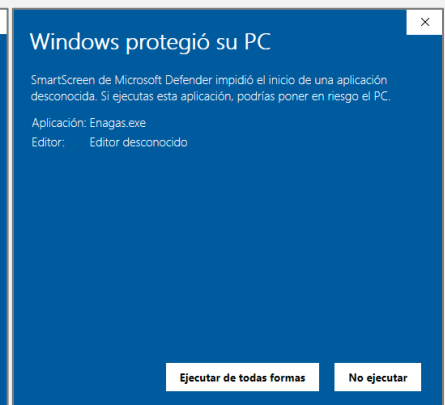 Windows protegió su PC
SmartScreen de Microsoft Defender impidió el inicio de una aplicación
desconocida. Si ejecutas esta aplicación, podrías poner en riesgo el PC.
Aplicación: Enagas.exe
Editor: Editor desconocido
Ejecutar de todas formas No ejecutar